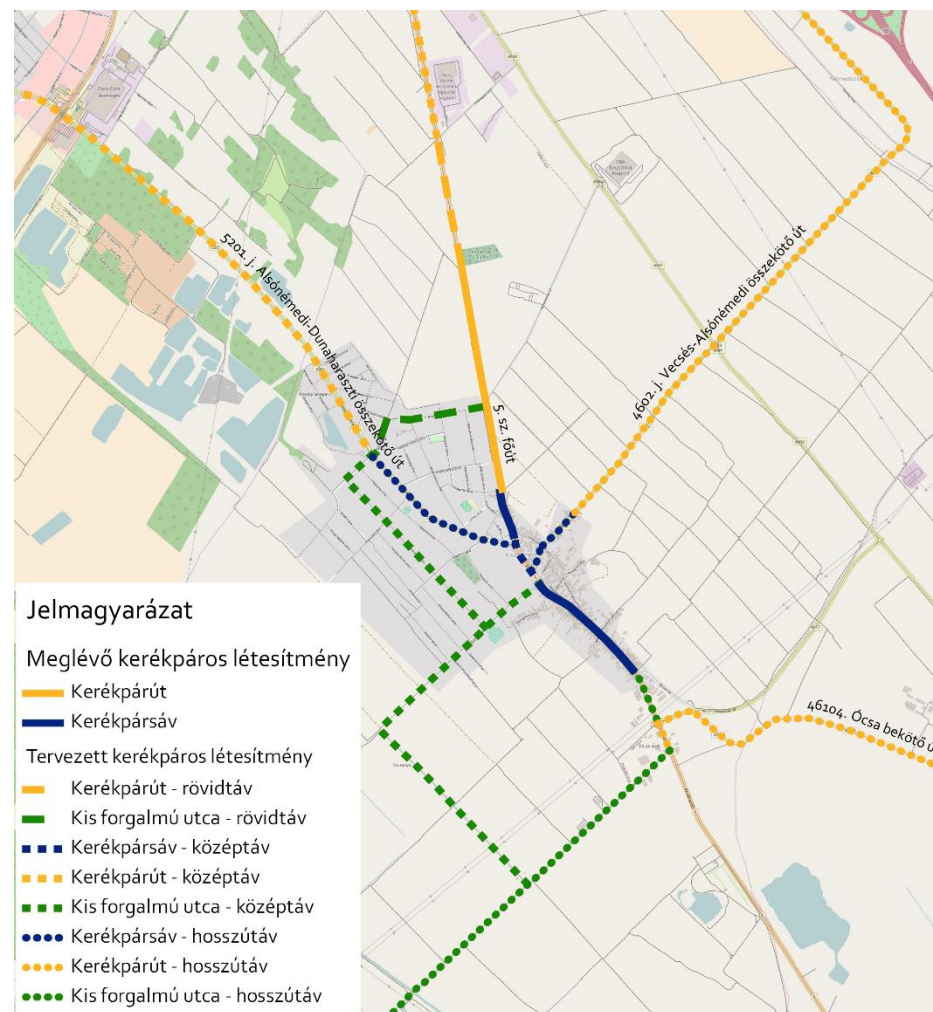 5201. j. Alsónémedi-Dunaharaszti összekötő út
5. sz. főút
4602. j. Vecsés-Alsónémedi összekötő út
46104. Ócsa bekötő ú
Jelmagyarázat
Meglévő kerékpáros létesítmény
Kerékpárút
Kerékpársáv
Tervezett kerékpáros létesítmény
Kerékpárút - rövidtáv
Kis forgalmú utca - rövidtáv
Kerékpársáv - középtáv
Kerékpárút - középtáv
Kis forgalmú utca - középtáv
Kerékpársáv - hosszútáv
Kerékpárút - hosszútáv
Kis forgalmú utca - hosszútáv